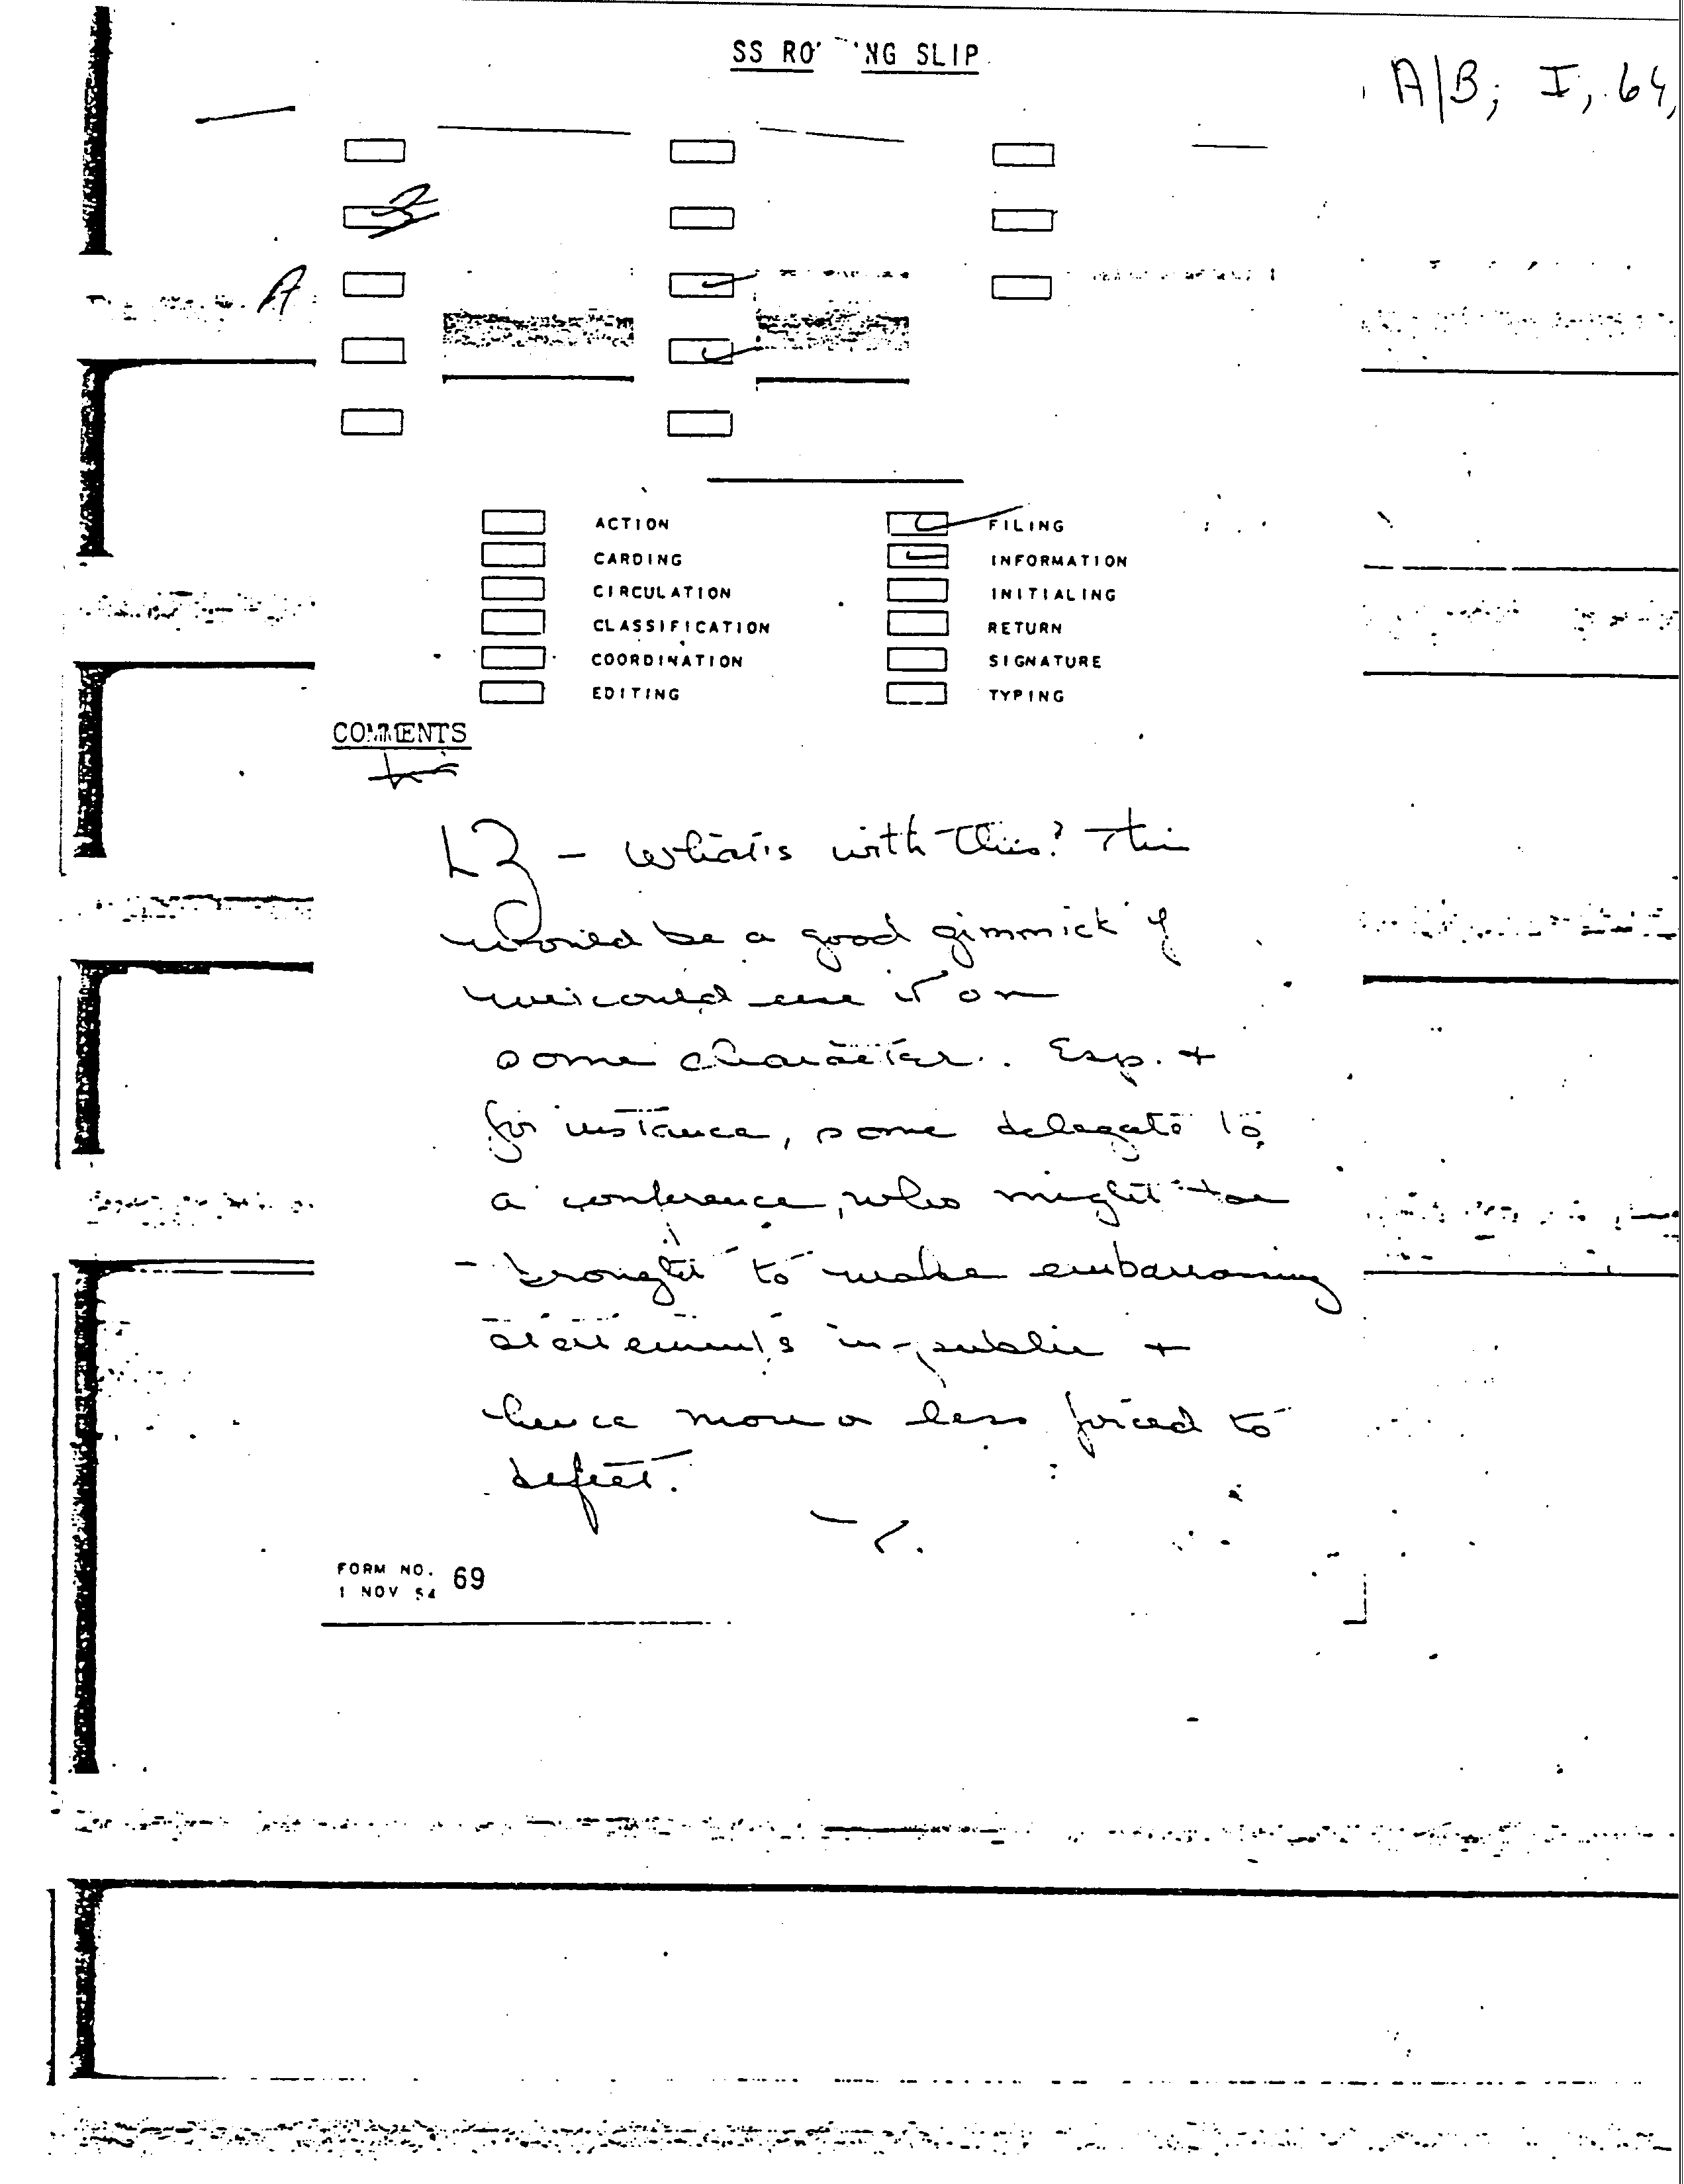 SS RO NG SLIP
A/B; I, 64,
A
ACTION
FILING
CARDING
INFORMATION
CIRCULATION
INITIALING
CLASSIFICATION
RETURN
COORDINATION
SIGNATURE
EDITING
TYPING
COMMENTS
- What's with this? This
would be a good gimmick if
we could use it on
some character. Esp. +
for instance, some delegate to
a conference, who might be
brought to make embarrassing
statements in public +
hence more or less forced to
defect.
FORM NO. 69
1 NOV 54